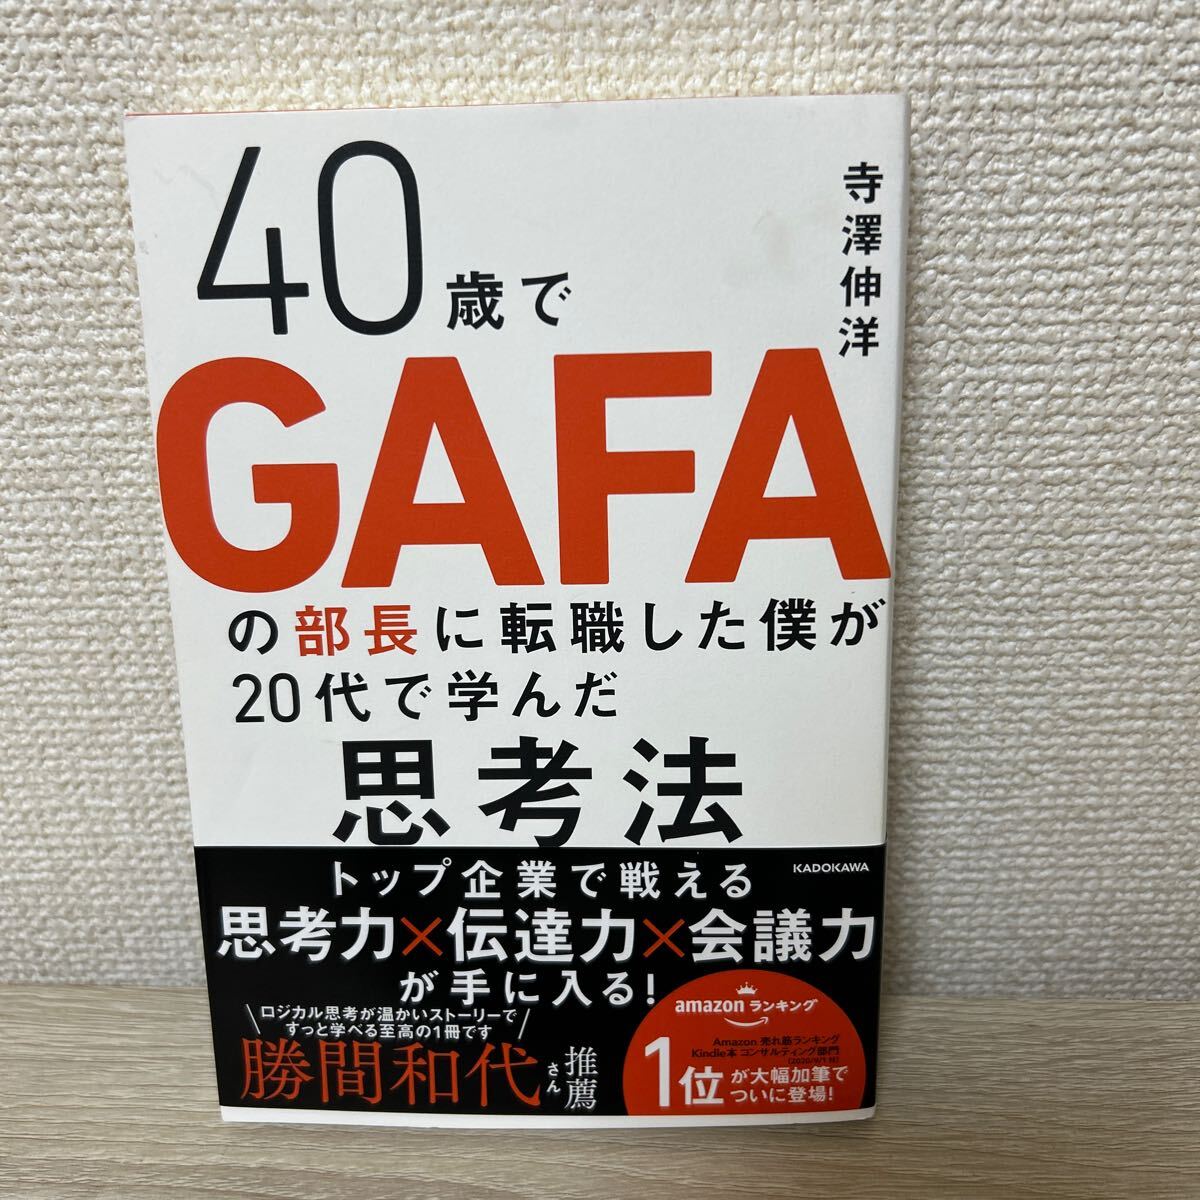 寺澤伸洋
40歳で
GAFA
の部長に転職した僕が
20代で学んだ
思考法
KADOKAWA
トップ企業で戦える
思考力×伝達力×会議力
が手に入る!
ロジカル思考が温かいストーリーで
すっと学べる至高の1冊です
勝間和代さん推薦
amazonランキング
Amazon 売れ筋ランキング
Kindle本 コンサルティング部門
(2020/9/1付)
1位が大幅加筆で
ついに登場!